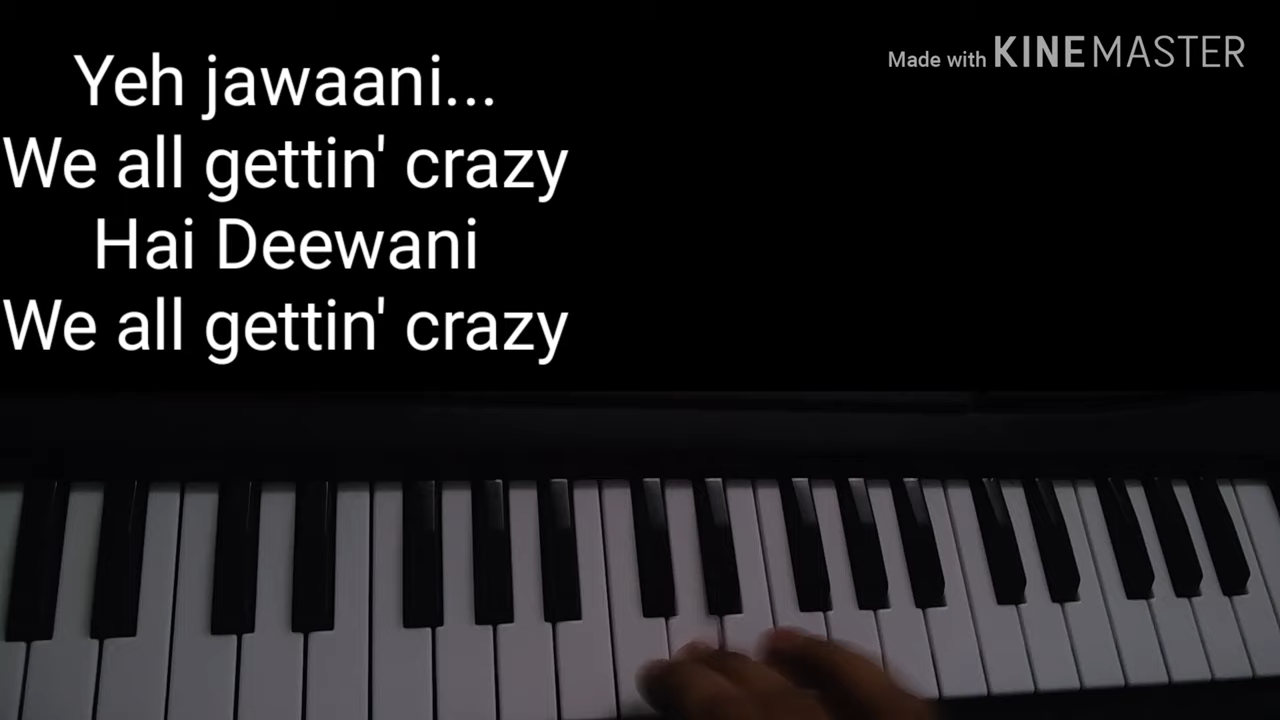 Yeh jawaani...
We all gettin' crazy
Hai Deewani
We all gettin' crazy
Made with KINEMASTER